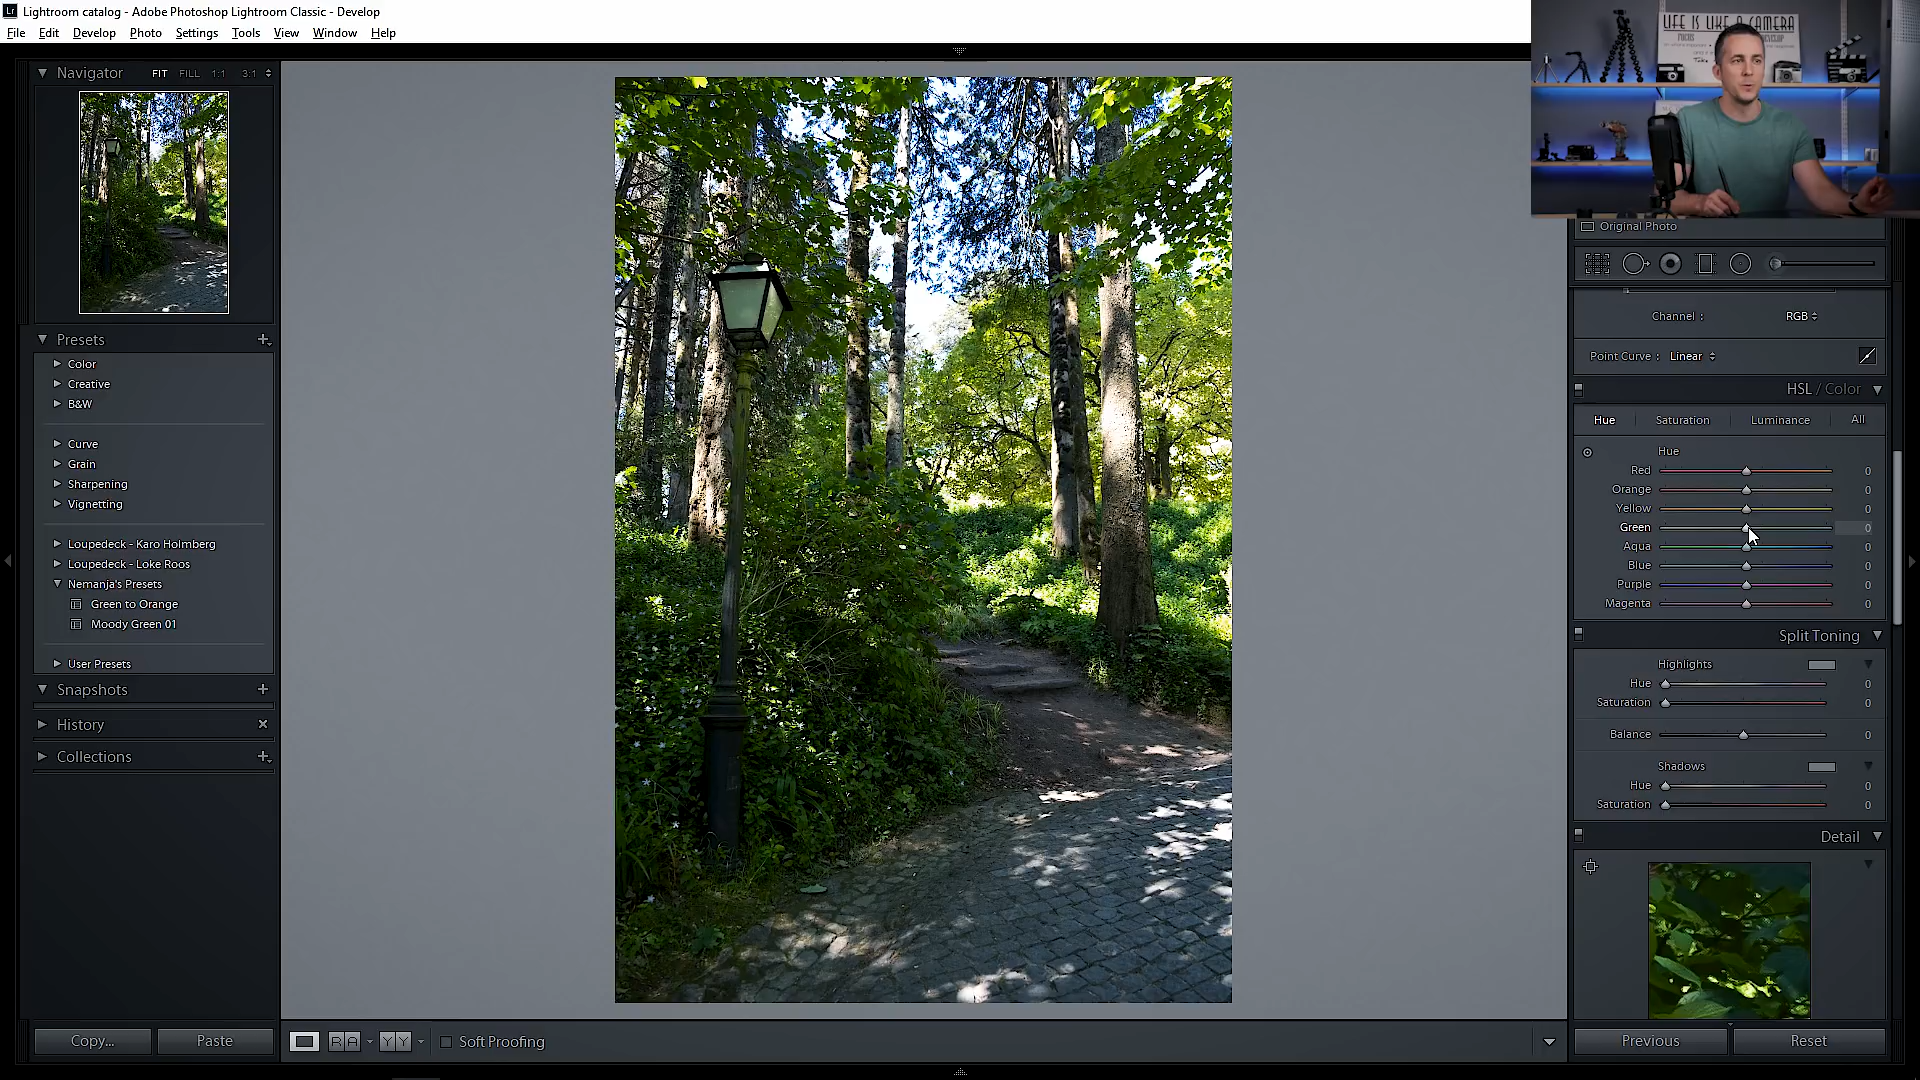 Lr Lightroom catalog - Adobe Photoshop Lightroom Classic - Develop
File Edit Develop Photo Settings Tools View Window Help
LIFE IS LIKE A CAMERA
FOCUS
Navigator FIT FILL 1:1 3:1
Presets +
Color
Creative
B&W
Curve
Grain
Sharpening
Vignetting
Loupedeck - Karo Holmberg
Loupedeck - Loke Roos
Nemanja's Presets
Green to Orange
Moody Green 01
User Presets
Snapshots +
History ×
Collections +
Copy... Paste
R A Y Y Soft Proofing
Original Photo
Channel : RGB
Point Curve : Linear
HSL / Color
Hue Saturation Luminance All
Hue
Red 0
Orange 0
Yellow 0
Green 0
Aqua 0
Blue 0
Purple 0
Magenta 0
Split Toning
Highlights
Hue 0
Saturation 0
Balance 0
Shadows
Hue 0
Saturation 0
Detail
Previous Reset